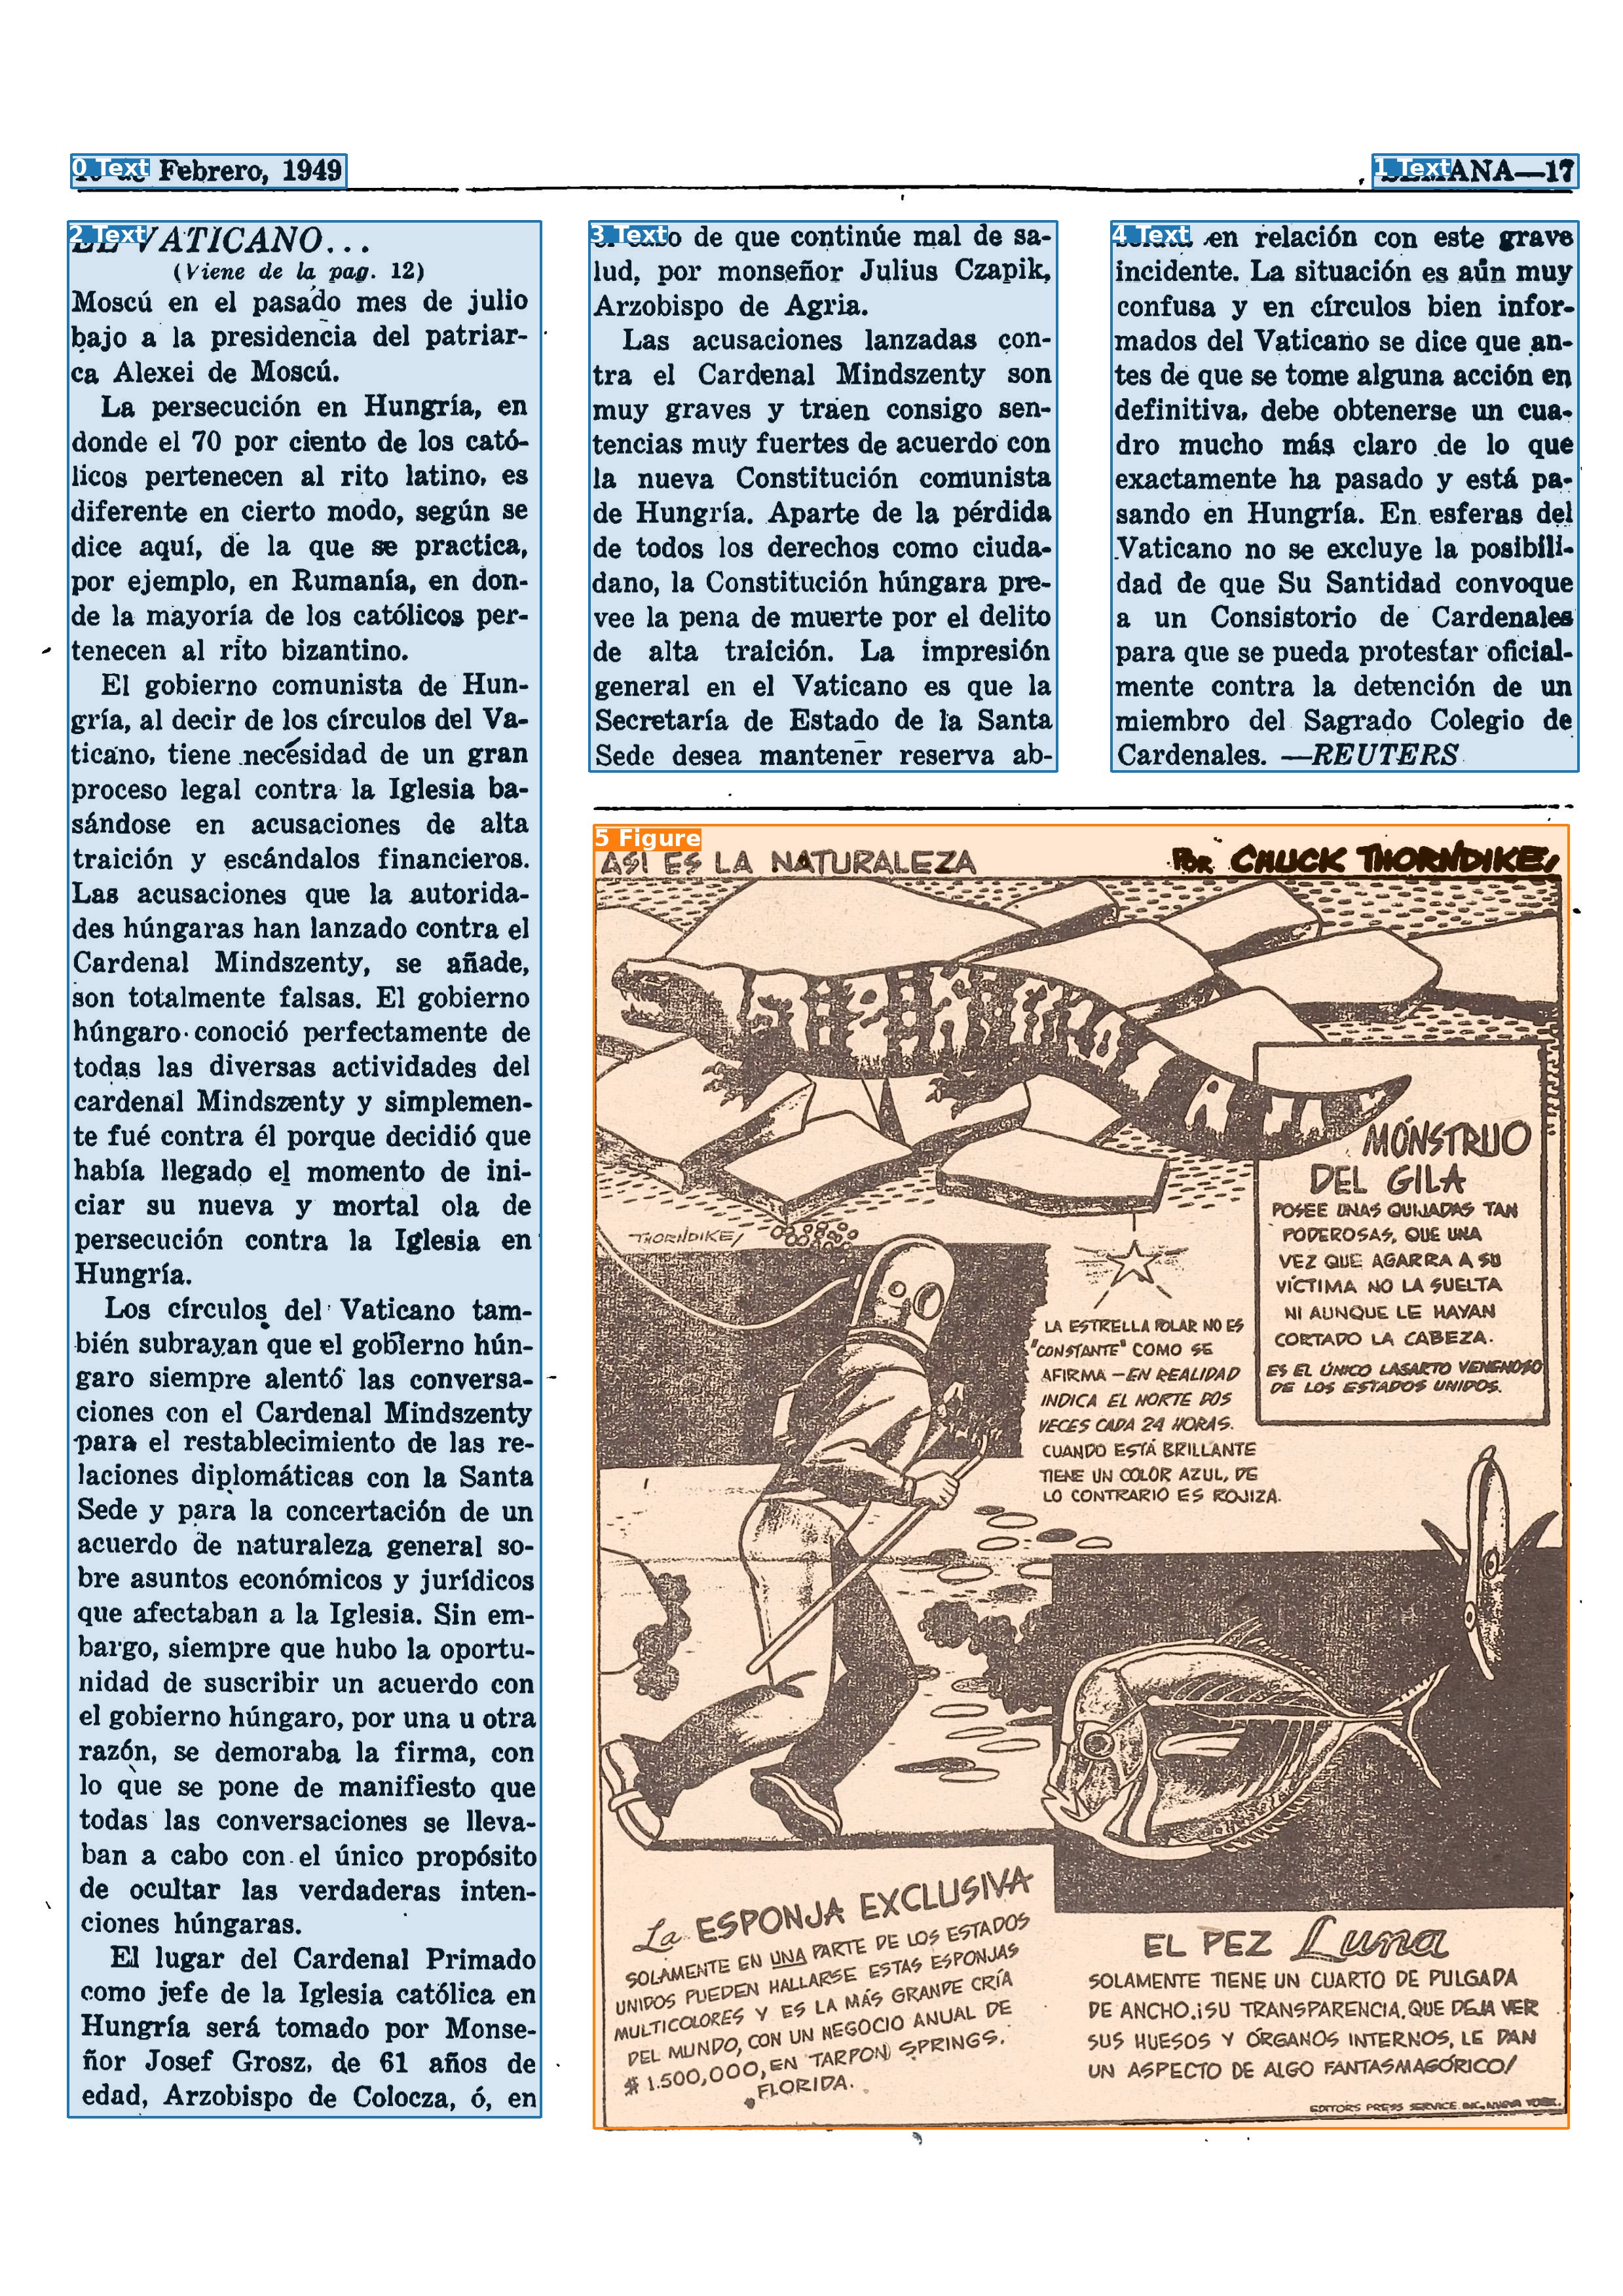 Febrero, 1949
ANA—17
VATICANO...
(Viene de la pag. 12)
Moscú en el pasado mes de julio
bajo a la presidencia del patriar-
ca Alexei de Moscú.
La persecución en Hungría, en
donde el 70 por ciento de los cató-
licos pertenecen al rito latino, es
diferente en cierto modo, según se
dice aquí, de la que se practica,
por ejemplo, en Rumanía, en don-
de la mayoría de los católicos per-
tenecen al rito bizantino.
El gobierno comunista de Hun-
gría, al decir de los círculos del Va-
ticano, tiene necesidad de un gran
proceso legal contra la Iglesia ba-
sándose en acusaciones de alta
traición y escándalos financieros.
Las acusaciones que la autorida-
des húngaras han lanzado contra el
Cardenal Mindszenty, se añade,
son totalmente falsas. El gobierno
húngaro conoció perfectamente de
todas las diversas actividades del
cardenal Mindszenty y simplemen-
te fué contra él porque decidió que
había llegado el momento de ini-
ciar su nueva y mortal ola de
persecución contra la Iglesia en
Hungría.
Los círculos del Vaticano tam-
bién subrayan que el gobierno hún-
garo siempre alentó las conversa-
ciones con el Cardenal Mindszenty
para el restablecimiento de las re-
laciones diplomáticas con la Santa
Sede y para la concertación de un
acuerdo de naturaleza general so-
bre asuntos económicos y jurídicos
que afectaban a la Iglesia. Sin em-
bargo, siempre que hubo la oportu-
nidad de suscribir un acuerdo con
el gobierno húngaro, por una u otra
razón, se demoraba la firma, con
lo que se pone de manifiesto que
todas las conversaciones se lleva-
ban a cabo con el único propósito
de ocultar las verdaderas inten-
ciones húngaras.
El lugar del Cardenal Primado
como jefe de la Iglesia católica en
Hungría será tomado por Monse-
ñor Josef Grosz, de 61 años de
edad, Arzobispo de Colocza, ó, en
de que continúe mal de sa-
lud, por monseñor Julius Czapik,
Arzobispo de Agria.
Las acusaciones lanzadas con-
tra el Cardenal Mindszenty son
muy graves y traen consigo sen-
tencias muy fuertes de acuerdo con
la nueva Constitución comunista
de Hungría. Aparte de la pérdida
de todos los derechos como ciuda-
dano, la Constitución húngara pre-
vee la pena de muerte por el delito
de alta traición. La impresión
general en el Vaticano es que la
Secretaría de Estado de la Santa
Sede desea mantener reserva ab-
en relación con este grave
incidente. La situación es aún muy
confusa y en círculos bien infor-
mados del Vaticano se dice que an-
tes de que se tome alguna acción en
definitiva, debe obtenerse un cua-
dro mucho más claro de lo que
exactamente ha pasado y está pa-
sando en Hungría. En esferas del
Vaticano no se excluye la posibili-
dad de que Su Santidad convoque
a un Consistorio de Cardenales
para que se pueda protestar oficial-
mente contra la detención de un
miembro del Sagrado Colegio de
Cardenales. —REUTERS
ASI ES LA NATURALEZA
POR CHUCK THORNDIKE
MONSTRUO
DEL GILA
POSEE UNAS QUIJADAS TAN
PODEROSAS, QUE UNA
VEZ QUE AGARRA A SU
VÍCTIMA NO LA SUELTA
NI AUNQUE LE HAYAN
CORTADO LA CABEZA.
ES EL ÚNICO LAGARTO VENENOSO
DE LOS ESTADOS UNIDOS.
THORNDIKE
LA ESTRELLA POLAR NO ES
"CONSTANTE" COMO SE
AFIRMA —EN REALIDAD
INDICA EL NORTE DOS
VECES CADA 24 HORAS.
CUANDO ESTÁ BRILLANTE
TIENE UN COLOR AZUL, DE
LO CONTRARIO ES ROJIZA.
La ESPONJA EXCLUSIVA
SOLAMENTE EN UNA PARTE DE LOS ESTADOS
UNIDOS PUEDEN HALLARSE ESTAS ESPONJAS
MULTICOLORES Y ES LA MÁS GRANDE CRÍA
DEL MUNDO, CON UN NEGOCIO ANUAL DE
$ 1.500,000, EN TARPON SPRINGS.
FLORIDA.
EL PEZ Luna
SOLAMENTE TIENE UN CUARTO DE PULGADA
DE ANCHO. ¡SU TRANSPARENCIA, QUE DEJA VER
SUS HUESOS Y ÓRGANOS INTERNOS, LE DAN
UN ASPECTO DE ALGO FANTASMAGÓRICO!
EDITORS PRESS SERVICE INC. NUEVA YORK.
0 Text
1 Text
2 Text
3 Text
4 Text
5 Figure